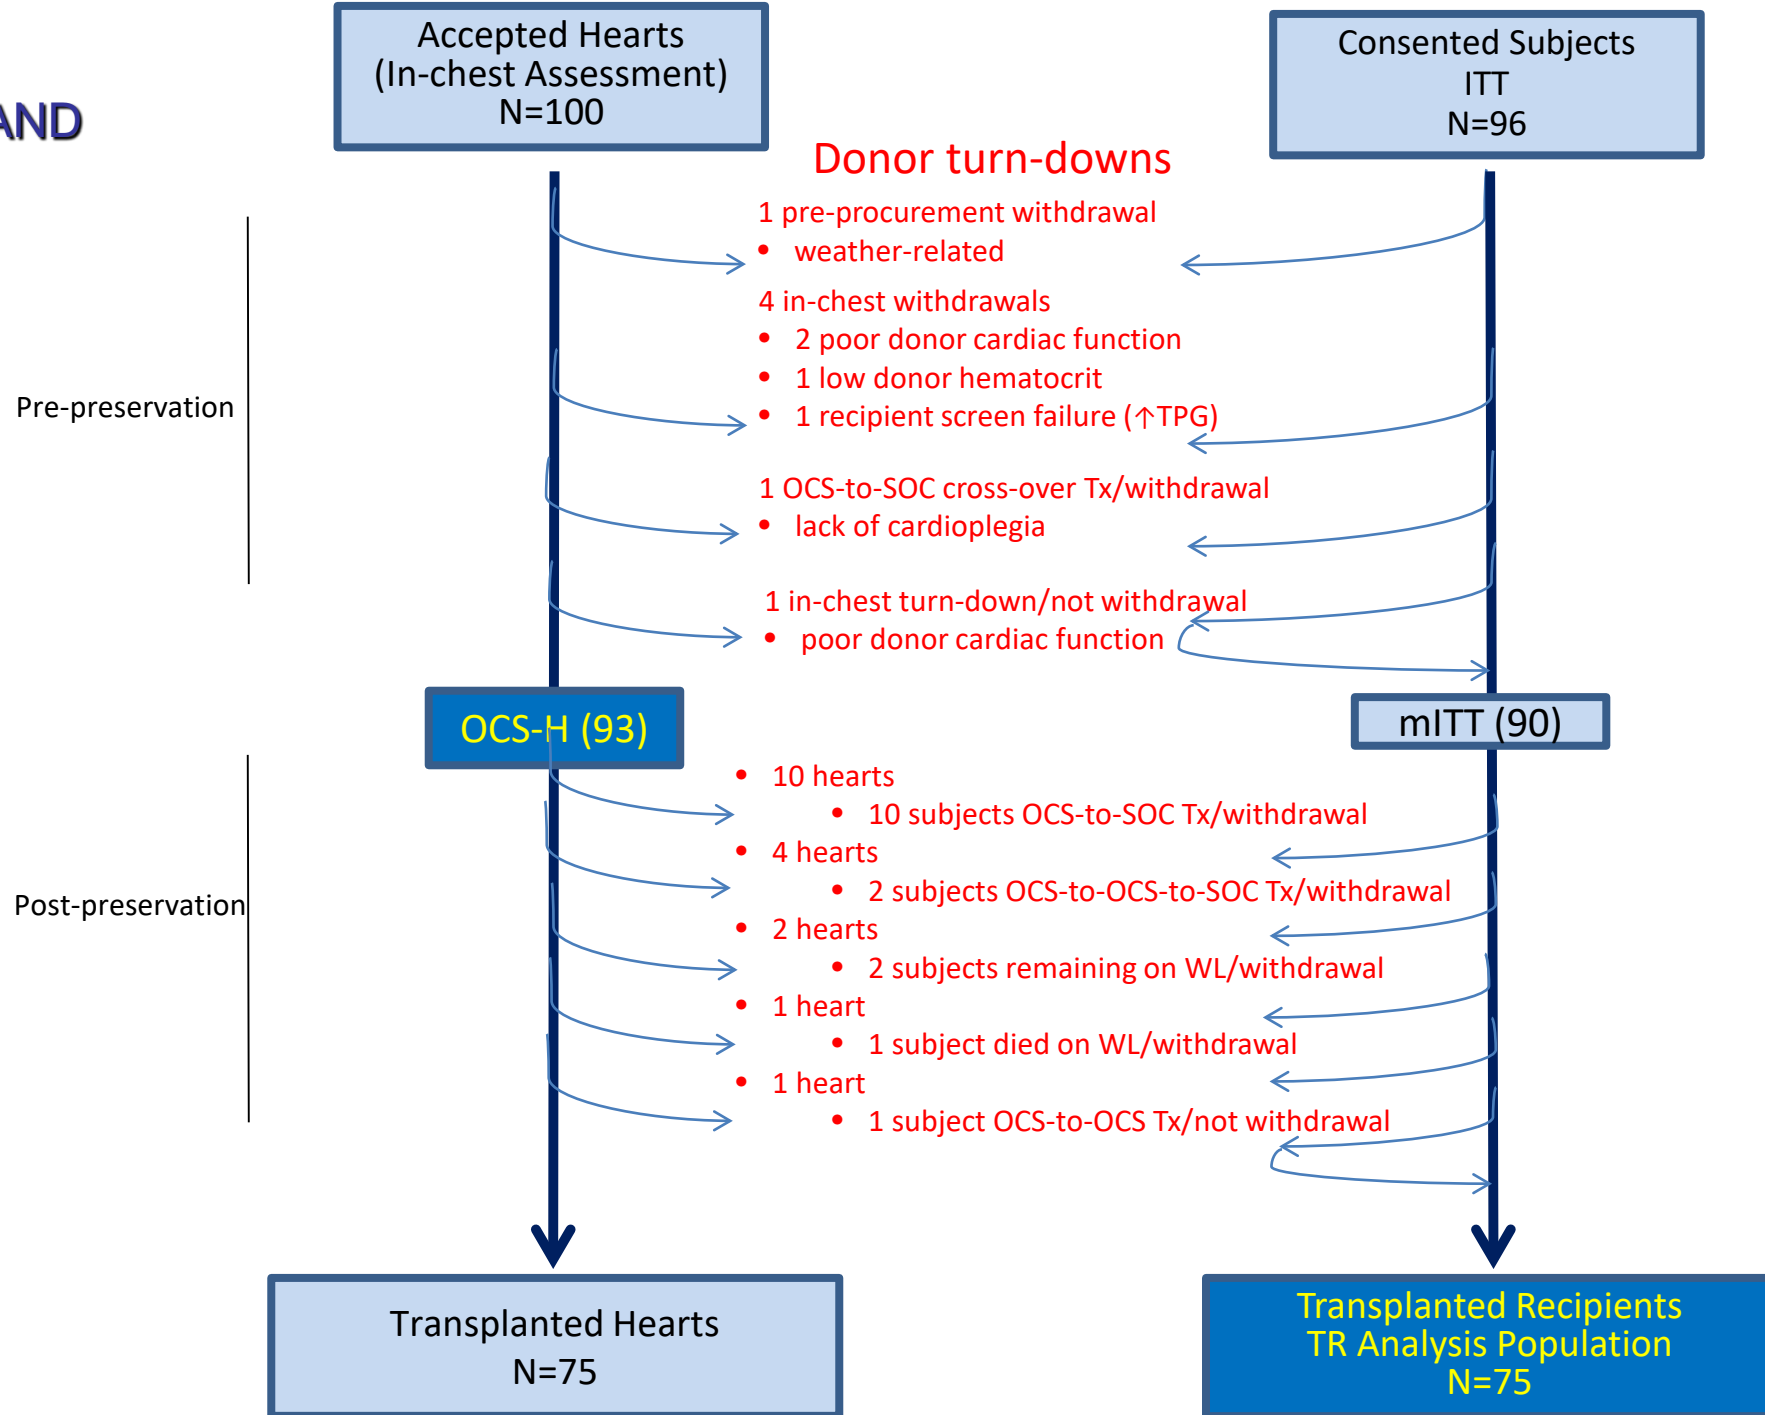 Accepted Hearts
(In-chest Assessment)
N=100
Consented Subjects
ITT
N=96
AND
Donor turn-downs
1 pre-procurement withdrawal
• weather-related
4 in-chest withdrawals
• 2 poor donor cardiac function
• 1 low donor hematocrit
• 1 recipient screen failure (↑TPG)
Pre-preservation
1 OCS-to-SOC cross-over Tx/withdrawal
• lack of cardioplegia
1 in-chest turn-down/not withdrawal
• poor donor cardiac function
OCS-H (93)
mITT (90)
• 10 hearts
• 10 subjects OCS-to-SOC Tx/withdrawal
• 4 hearts
• 2 subjects OCS-to-OCS-to-SOC Tx/withdrawal
Post-preservation
• 2 hearts
• 2 subjects remaining on WL/withdrawal
• 1 heart
• 1 subject died on WL/withdrawal
• 1 heart
• 1 subject OCS-to-OCS Tx/not withdrawal
Transplanted Hearts
N=75
Transplanted Recipients
TR Analysis Population
N=75